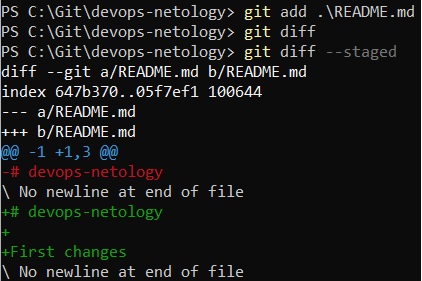 PS C:\Git\devops-netology> git add .\README.md
PS C:\Git\devops-netology> git diff
PS C:\Git\devops-netology> git diff --staged
diff --git a/README.md b/README.md
index 647b370..05f7ef1 100644
--- a/README.md
+++ b/README.md
@@ -1 +1,3 @@
-# devops-netology
\ No newline at end of file
+# devops-netology
+
+First changes
\ No newline at end of file